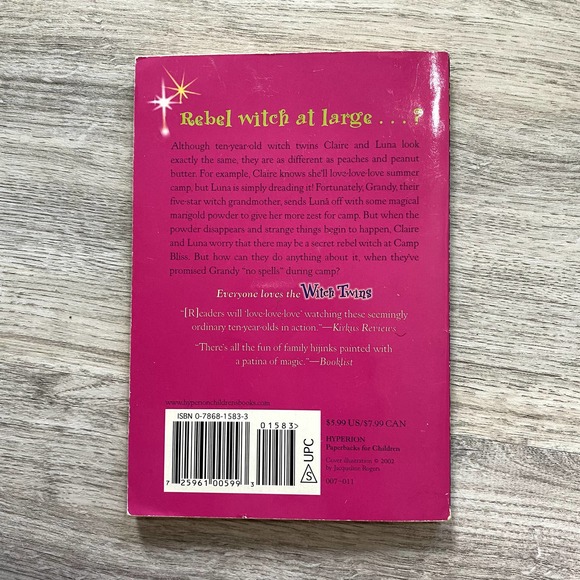 Rebel witch at large . . . ?
Although ten-year-old witch twins Claire and Luna look
exactly the same, they are as different as peaches and peanut
butter. For example, Claire knows she'll love-love-love summer
camp, but Luna is simply dreading it! Fortunately, Grandy, their
five-star witch grandmother, sends Luna off with some magical
marigold powder to give her more zest for camp. But when the
powder disappears and strange things begin to happen, Claire
and Luna worry that there may be a secret rebel witch at Camp
Bliss. But how can they do anything about it, when they've
promised Grandy "no spells" during camp?
Everyone loves the Witch Twins
"[R]eaders will 'love-love-love' watching these seemingly
ordinary ten-year-olds in action."—Kirkus Reviews
"There's all the fun of family hijinks painted with
a patina of magic."—Booklist
www.hyperionchildrensbooks.com
ISBN 0-7868-1583-3
01583>
UPC
S
7 25961 00599 3
$5.99 US/$7.99 CAN
HYPERION
Paperbacks for Children
Cover illustration © 2002
by Jacqueline Rogers
007-011